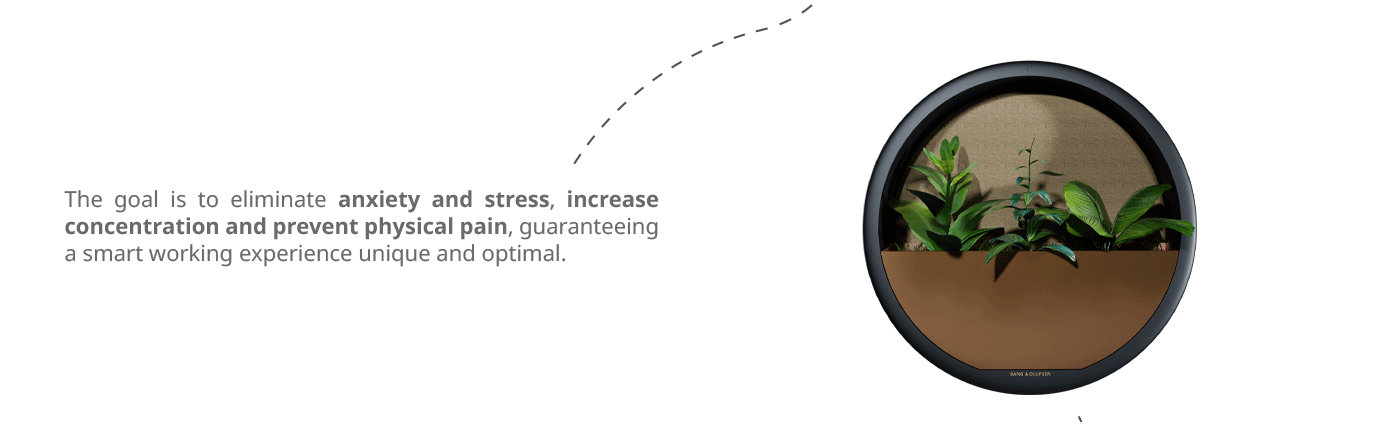 The goal is to eliminate anxiety and stress, increase
concentration and prevent physical pain, guaranteeing
a smart working experience unique and optimal.
BANG & OLUFSEN